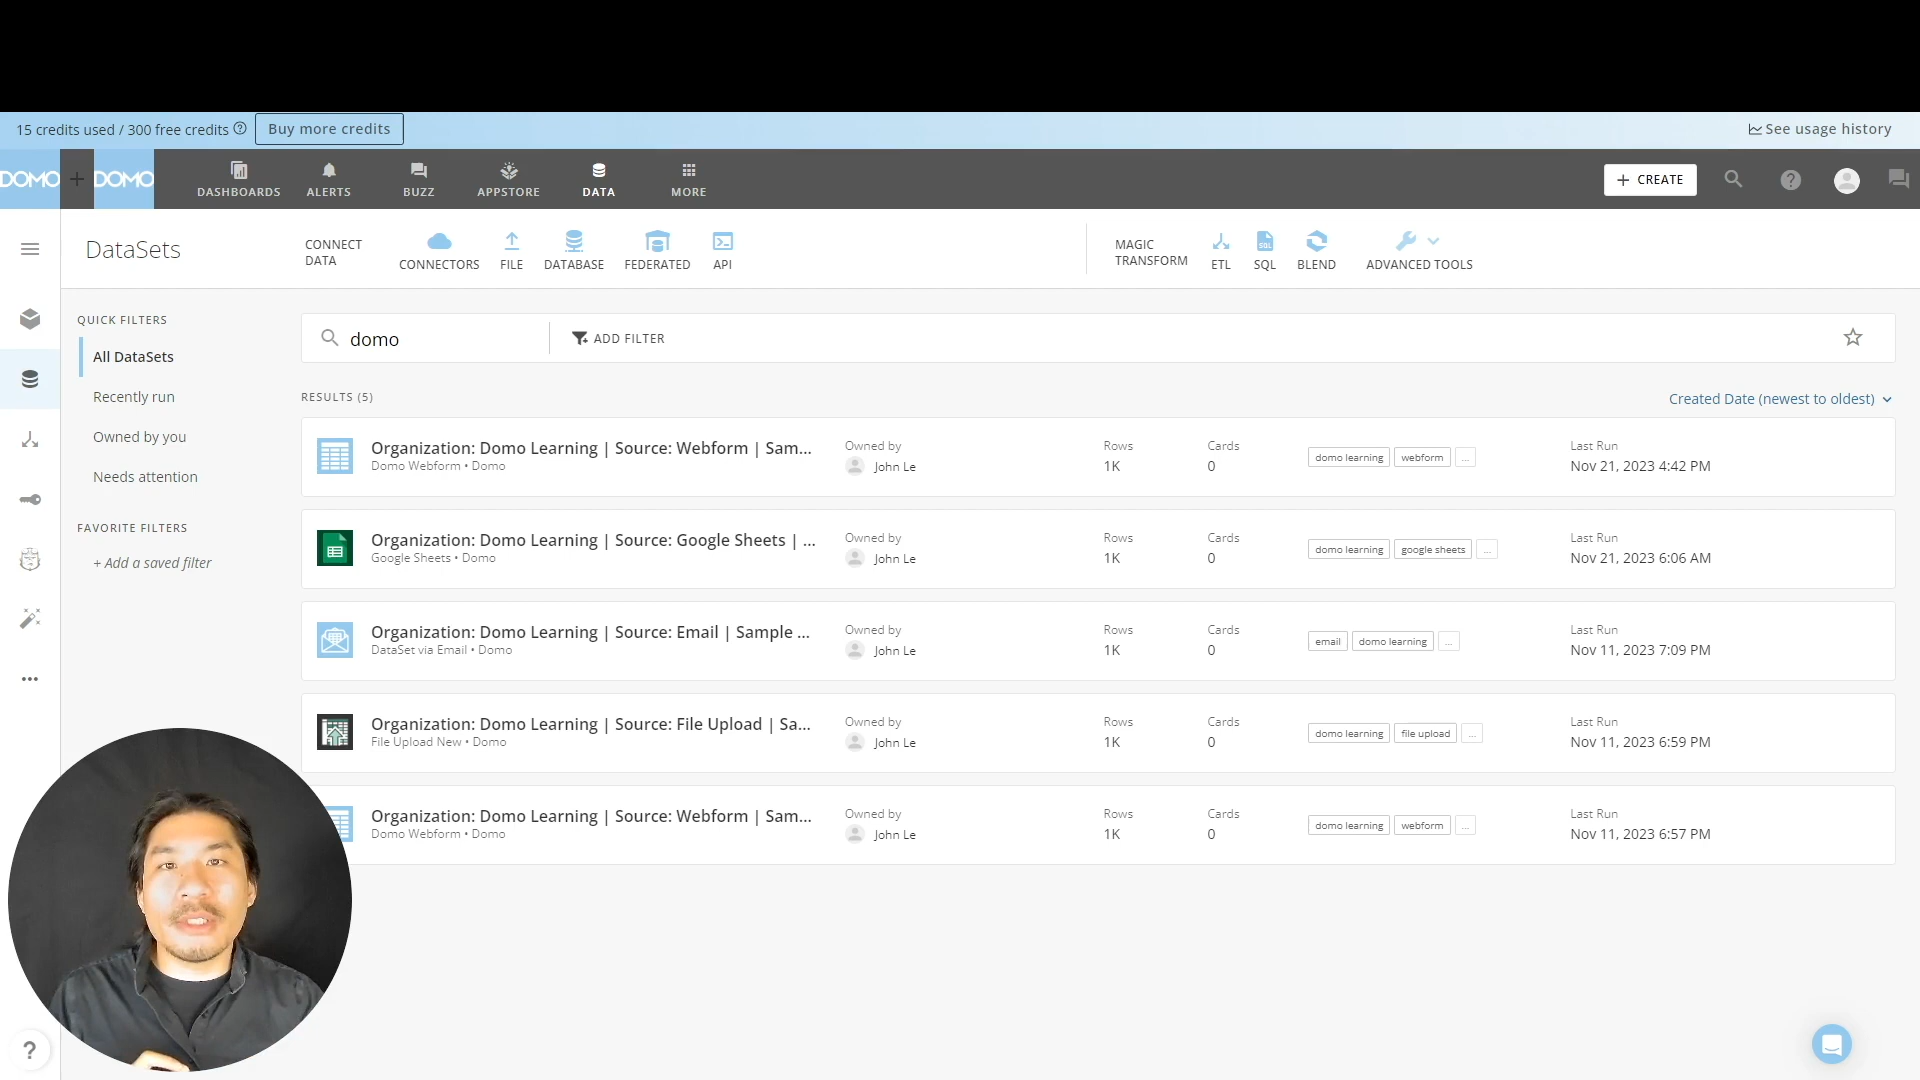 15 credits used / 300 free credits
Buy more credits
See usage history
DOMO + DOMO
DASHBOARDS
ALERTS
BUZZ
APPSTORE
DATA
MORE
+ CREATE
DataSets
CONNECT
DATA
CONNECTORS
FILE
DATABASE
FEDERATED
API
MAGIC
TRANSFORM
ETL
SQL
SQL
BLEND
ADVANCED TOOLS
QUICK FILTERS
All DataSets
Recently run
Owned by you
Needs attention
FAVORITE FILTERS
+ Add a saved filter
domo
ADD FILTER
RESULTS (5)
Created Date (newest to oldest)
Organization: Domo Learning | Source: Webform | Sam...
Domo Webform • Domo
Owned by
John Le
Rows
1K
Cards
0
domo learning webform ...
Last Run
Nov 21, 2023 4:42 PM
Organization: Domo Learning | Source: Google Sheets | ...
Google Sheets • Domo
Owned by
John Le
Rows
1K
Cards
0
domo learning google sheets ...
Last Run
Nov 21, 2023 6:06 AM
Organization: Domo Learning | Source: Email | Sample ...
DataSet via Email • Domo
Owned by
John Le
Rows
1K
Cards
0
email domo learning ...
Last Run
Nov 11, 2023 7:09 PM
Organization: Domo Learning | Source: File Upload | Sa...
File Upload New • Domo
Owned by
John Le
Rows
1K
Cards
0
domo learning file upload ...
Last Run
Nov 11, 2023 6:59 PM
Organization: Domo Learning | Source: Webform | Sam...
Domo Webform • Domo
Owned by
John Le
Rows
1K
Cards
0
domo learning webform ...
Last Run
Nov 11, 2023 6:57 PM
?